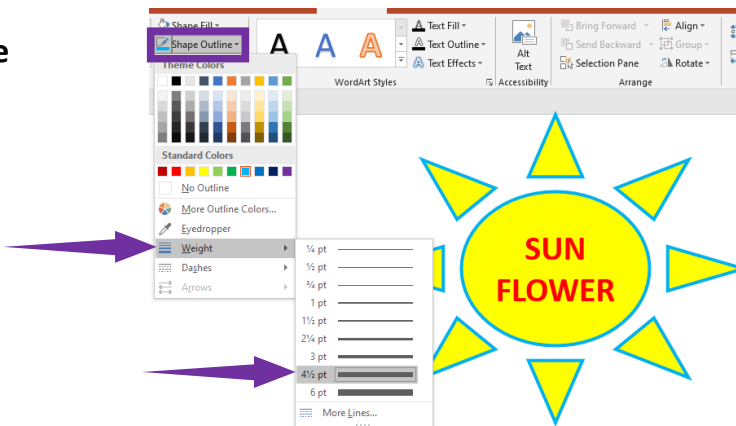 e
Shape Fill
Shape Outline
Theme Colors
Standard Colors
No Outline
More Outline Colors...
Eyedropper
Weight
Dashes
Arrows
¼ pt
½ pt
¾ pt
1 pt
1½ pt
2¼ pt
3 pt
4½ pt
6 pt
More Lines...
A A A
WordArt Styles
A Text Fill
A Text Outline
A Text Effects
Alt
Text
Accessibility
Bring Forward
Send Backward
Selection Pane
Align
Group
Rotate
Arrange
SUN
FLOWER